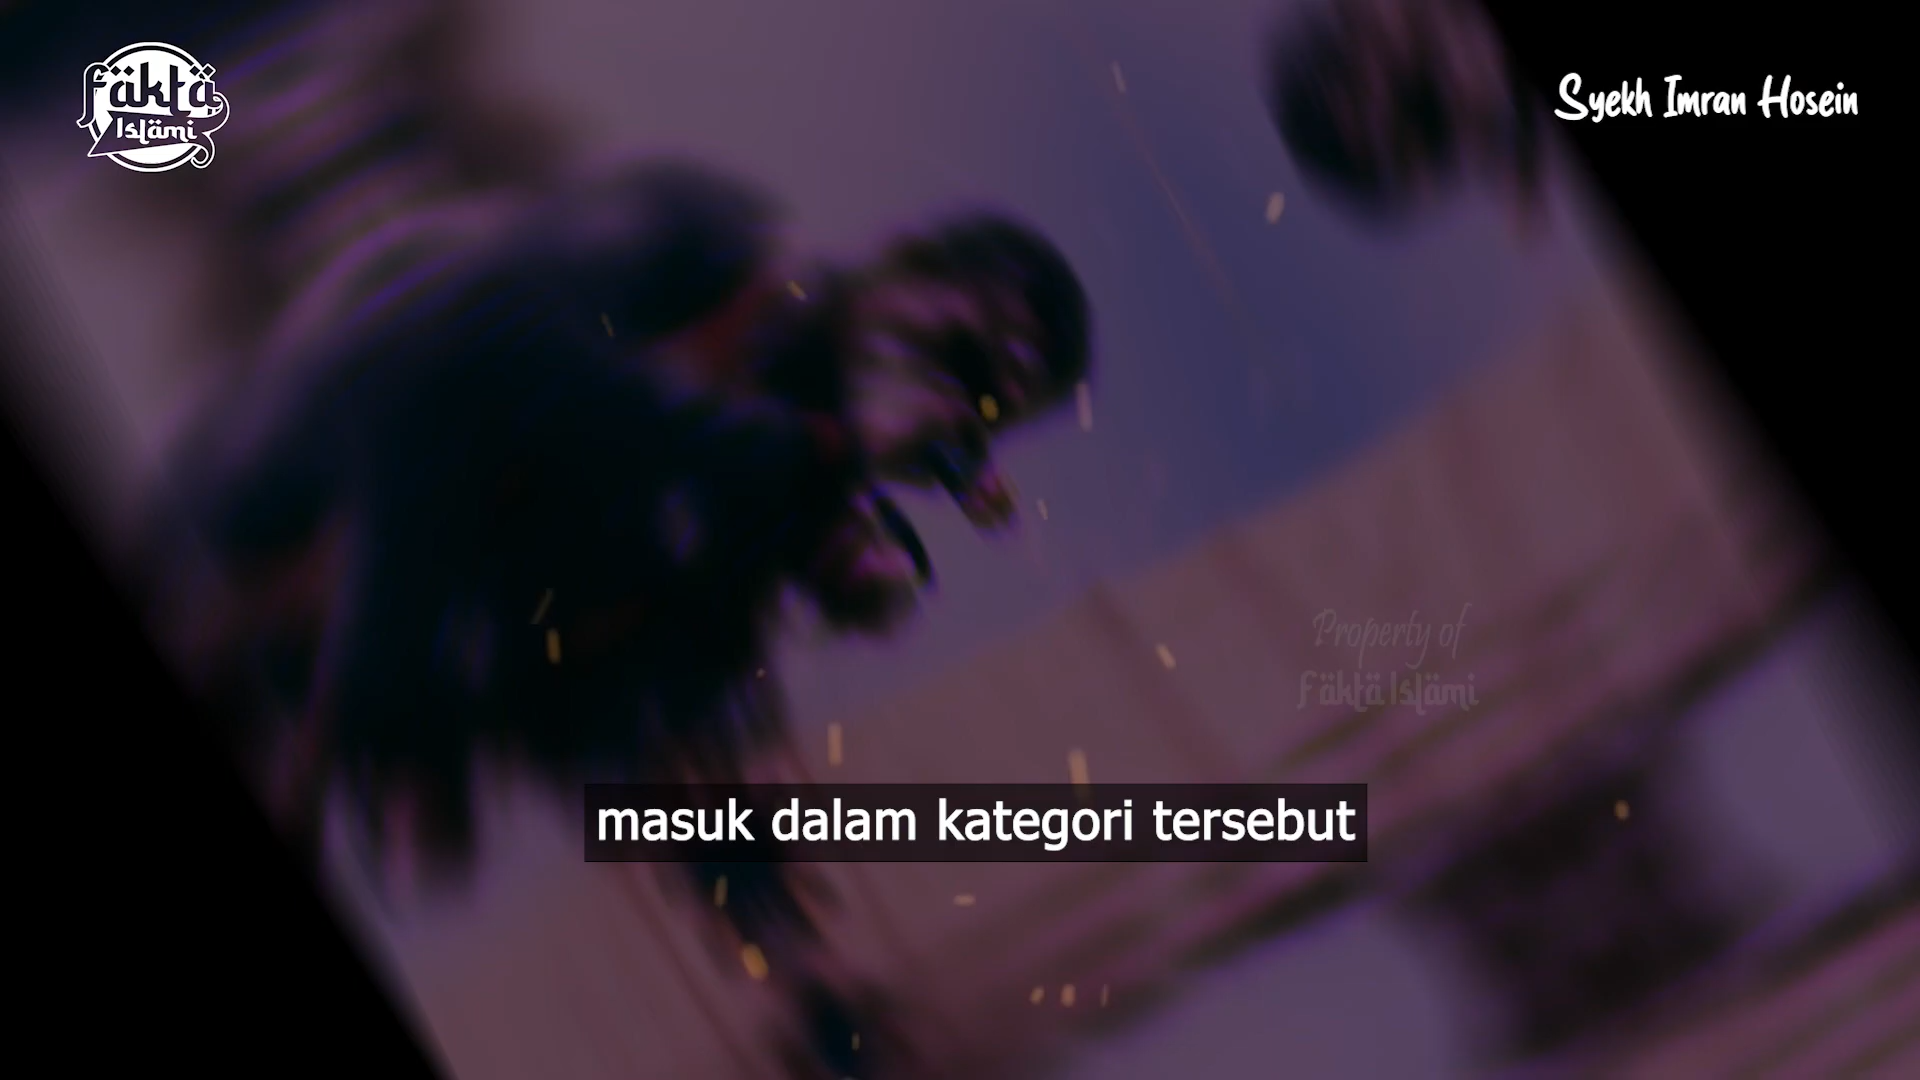 fäktä
Islämi
Syekh Imran Hosein
Property of
Fäktä Islämi
masuk dalam kategori tersebut